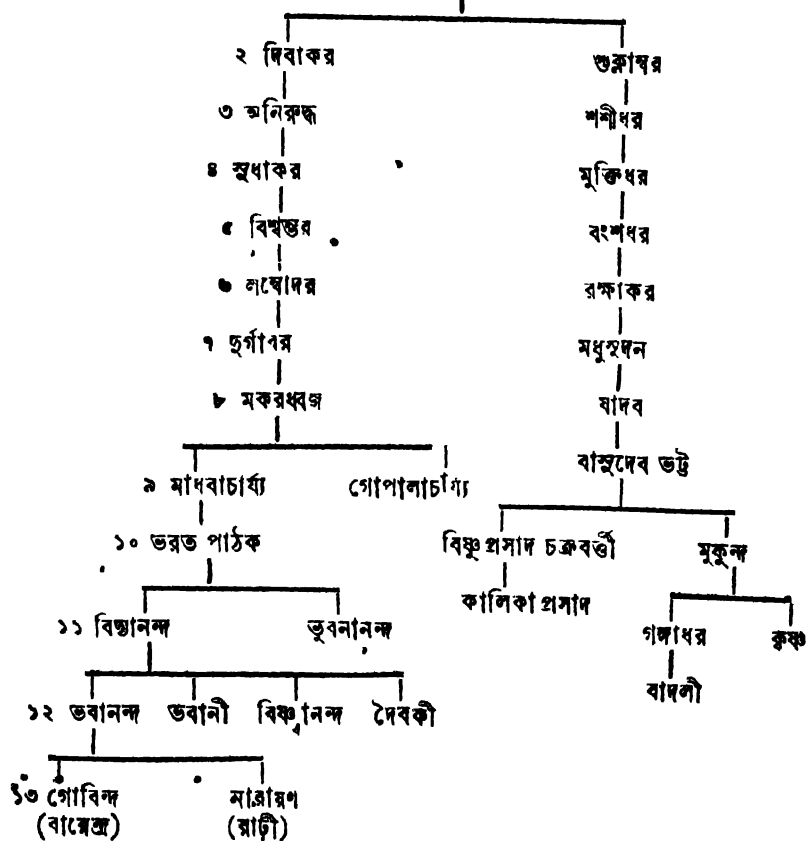 ২ দিবাকর শুক্লাম্বর
৩ অনিরুদ্ধ শশীধর
৪ সুধাকর মুক্তিধর
৫ বিশ্বম্ভর বংশধর
৬ লম্বোদর রক্ষাকর
৭ দুর্গাবর মধুসূদন
৮ মকরধ্বজ যাদব
৯ মাধবাচার্য্য গোপালাচার্য্য বাসুদেব ভট্ট
১০ ভরত পাঠক বিষ্ণুপ্রসাদ চক্রবর্ত্তী মুকুন্দ
কালিকাপ্রসাদ
১১ বিদ্যানন্দ ভুবনানন্দ গঙ্গাধর কৃষ্ণ
বাদলী
১২ ভবানন্দ ভবানী বিষ্ণানন্দ দৈবকী
১৩ গোবিন্দ নারায়ণ
(বারেন্দ্র) (রাঢ়ী)